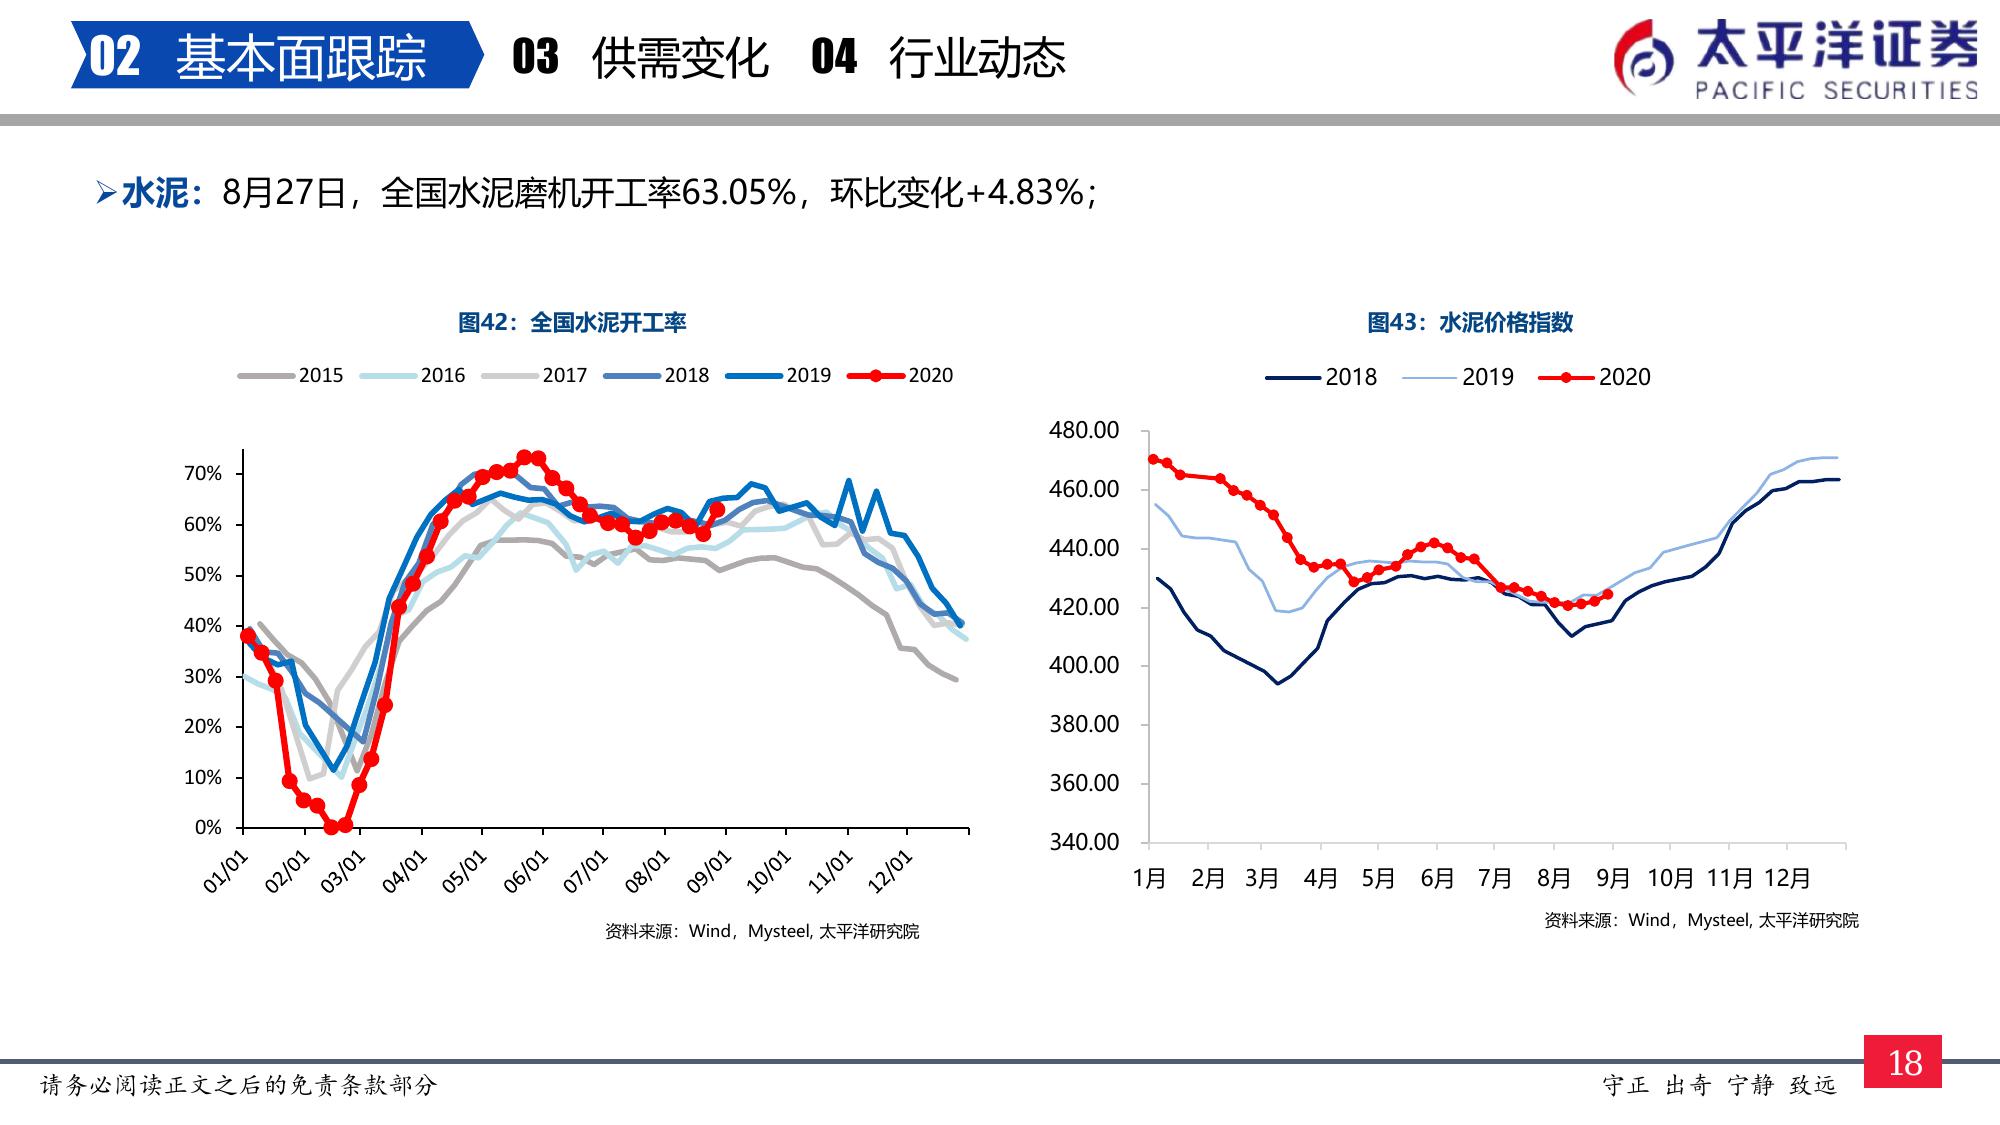 02 基本面跟踪 03 供需变化 04 行业动态
太平洋证券
PACIFIC SECURITIES
➢水泥：8月27日，全国水泥磨机开工率63.05%，环比变化+4.83%；
图42：全国水泥开工率
2015 2016 2017 2018 2019 2020
70%
60%
50%
40%
30%
20%
10%
0%
01/01 02/01 03/01 04/01 05/01 06/01 07/01 08/01 09/01 10/01 11/01 12/01
资料来源：Wind，Mysteel, 太平洋研究院
图43：水泥价格指数
2018 2019 2020
480.00
460.00
440.00
420.00
400.00
380.00
360.00
340.00
1月 2月 3月 4月 5月 6月 7月 8月 9月 10月 11月 12月
资料来源：Wind，Mysteel, 太平洋研究院
请务必阅读正文之后的免责条款部分
守正 出奇 宁静 致远
18